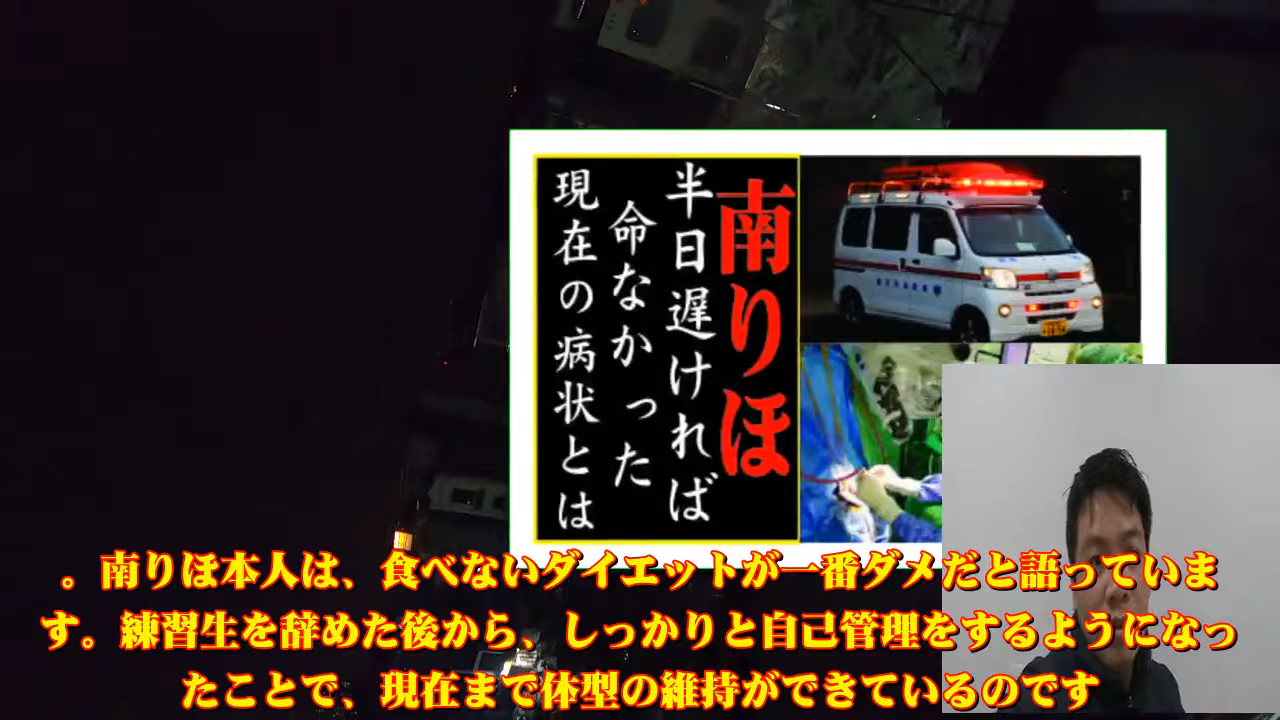 南りほ
半日遅ければ
命なかった
現在の病状とは
。南りほ本人は、食べないダイエットが一番ダメだと語っていま
す。練習生を辞めた後から、しっかりと自己管理をするようになっ
たことで、現在まで体型の維持ができているのです